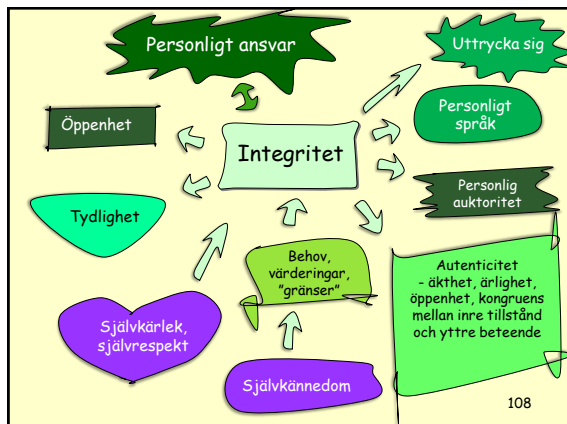 Personligt ansvar
Uttrycka sig
Öppenhet
Personligt
språk
Integritet
Personlig
auktoritet
Tydlighet
Behov,
värderingar,
"gränser"
Autenticitet
- äkthet, ärlighet,
öppenhet, kongruens
mellan inre tillstånd
och yttre beteende
Självkärlek,
självrespekt
Självkännedom
108